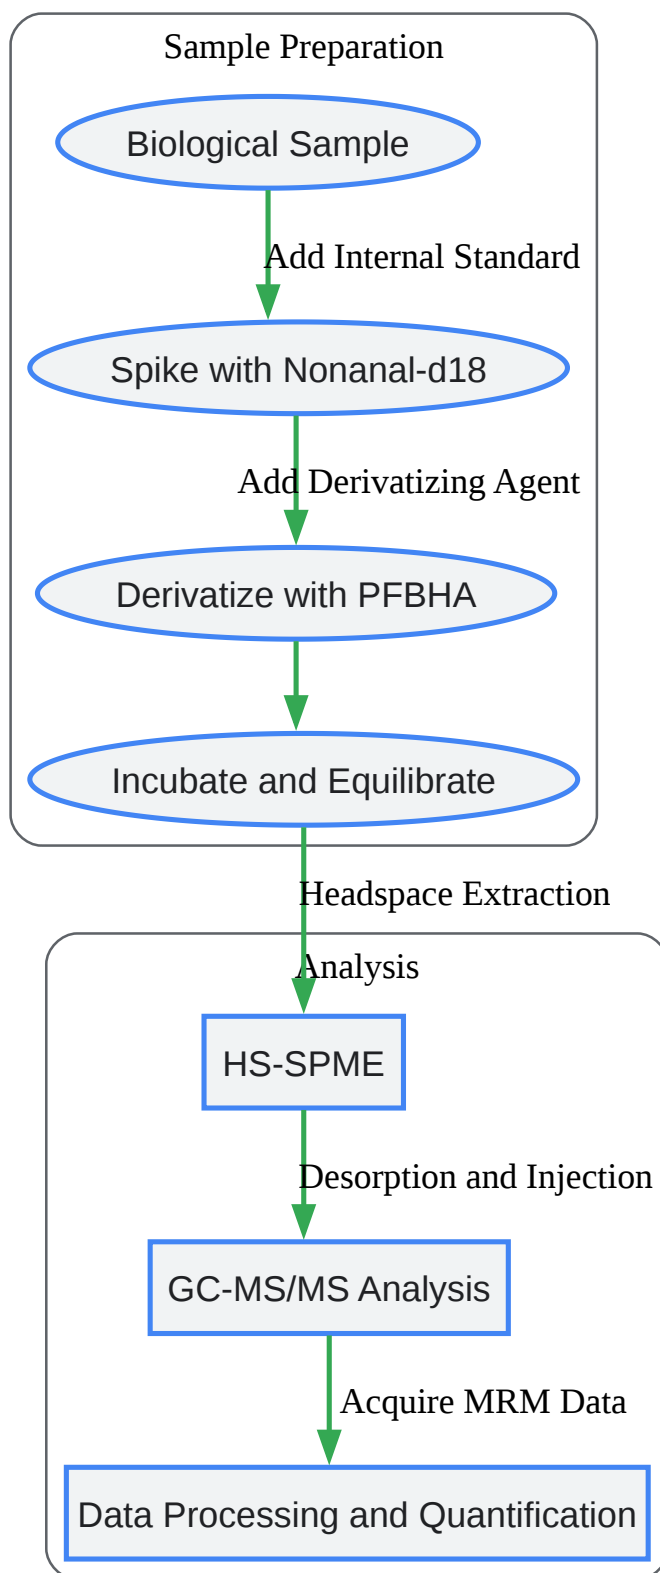 Sample Preparation
Biological Sample
Add Internal Standard
Spike with Nonanal-d18
Add Derivatizing Agent
Derivatize with PFBHA
Incubate and Equilibrate
Headspace Extraction
Analysis
HS-SPME
Desorption and Injection
GC-MS/MS Analysis
Acquire MRM Data
Data Processing and Quantification